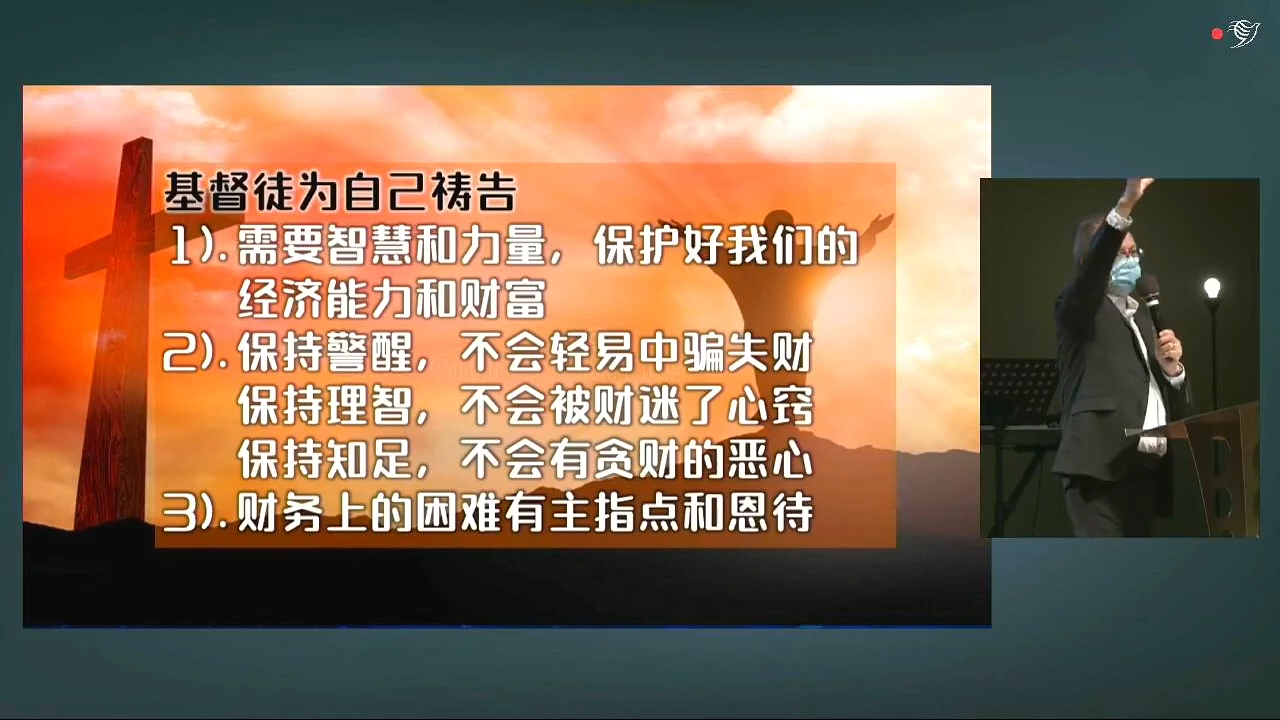 基督徒为自己祷告
1).需要智慧和力量，保护好我们的
经济能力和财富
2).保持警醒，不会轻易中骗失财
保持理智，不会被财迷了心窍
保持知足，不会有贪财的恶心
3).财务上的困难有主指点和恩待